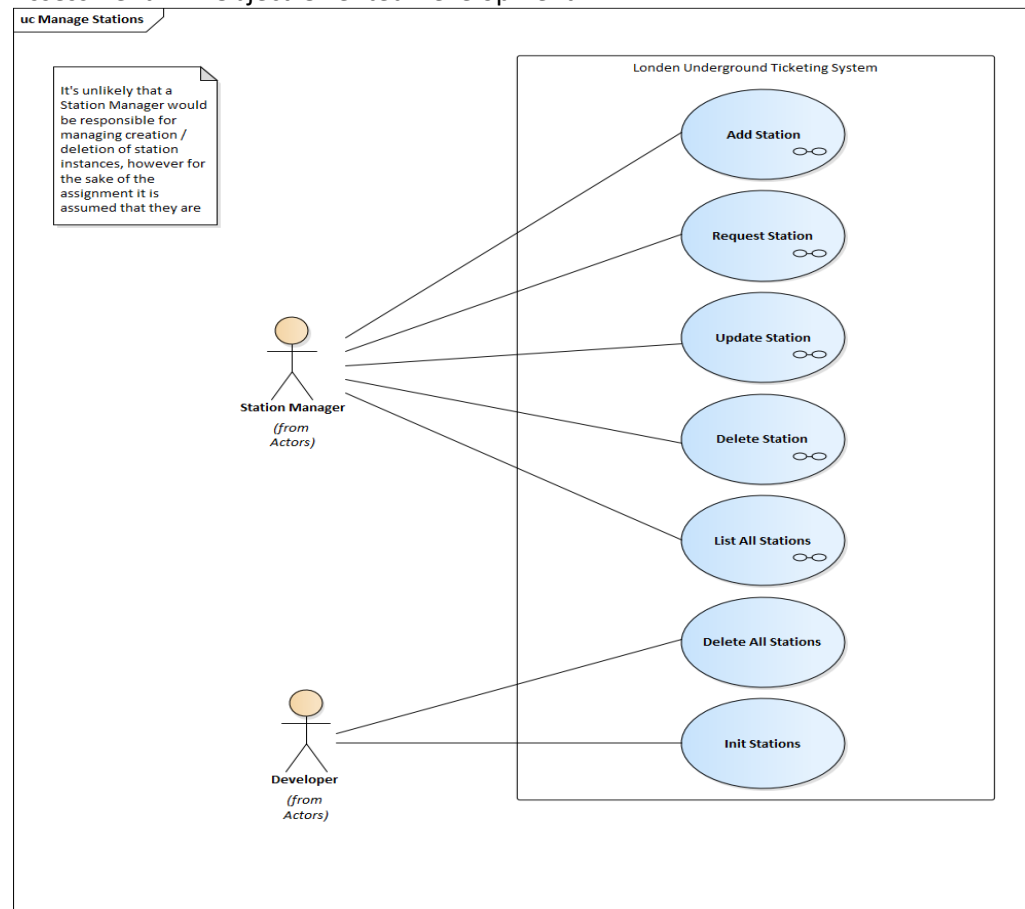 uc Manage Stations
It's unlikely that a
Station Manager would
be responsible for
managing creation /
deletion of station
instances, however for
the sake of the
assignment it is
assumed that they are
Londen Underground Ticketing System
Add Station
Request Station
Update Station
Station Manager
(from
Actors)
Delete Station
List All Stations
Delete All Stations
Developer
(from
Actors)
Init Stations